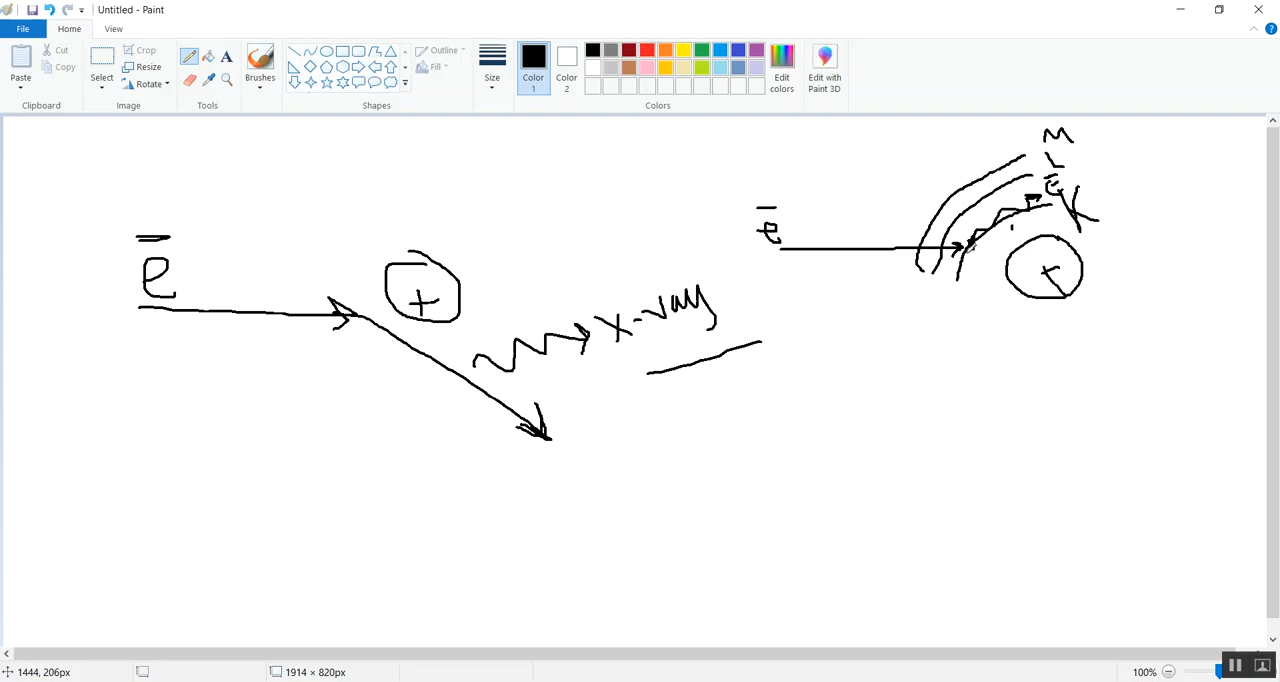 Untitled - Paint
File
Home
View
Paste
Cut
Copy
Clipboard
Select
Crop
Resize
Rotate
Image
A
Tools
Brushes
Shapes
Outline
Fill
Size
Color
1
Color
2
Colors
Edit
colors
Edit with
Paint 3D
M
L
K
e
e
+
+
e
x-ray
1444, 206px
1914 × 820px
100%